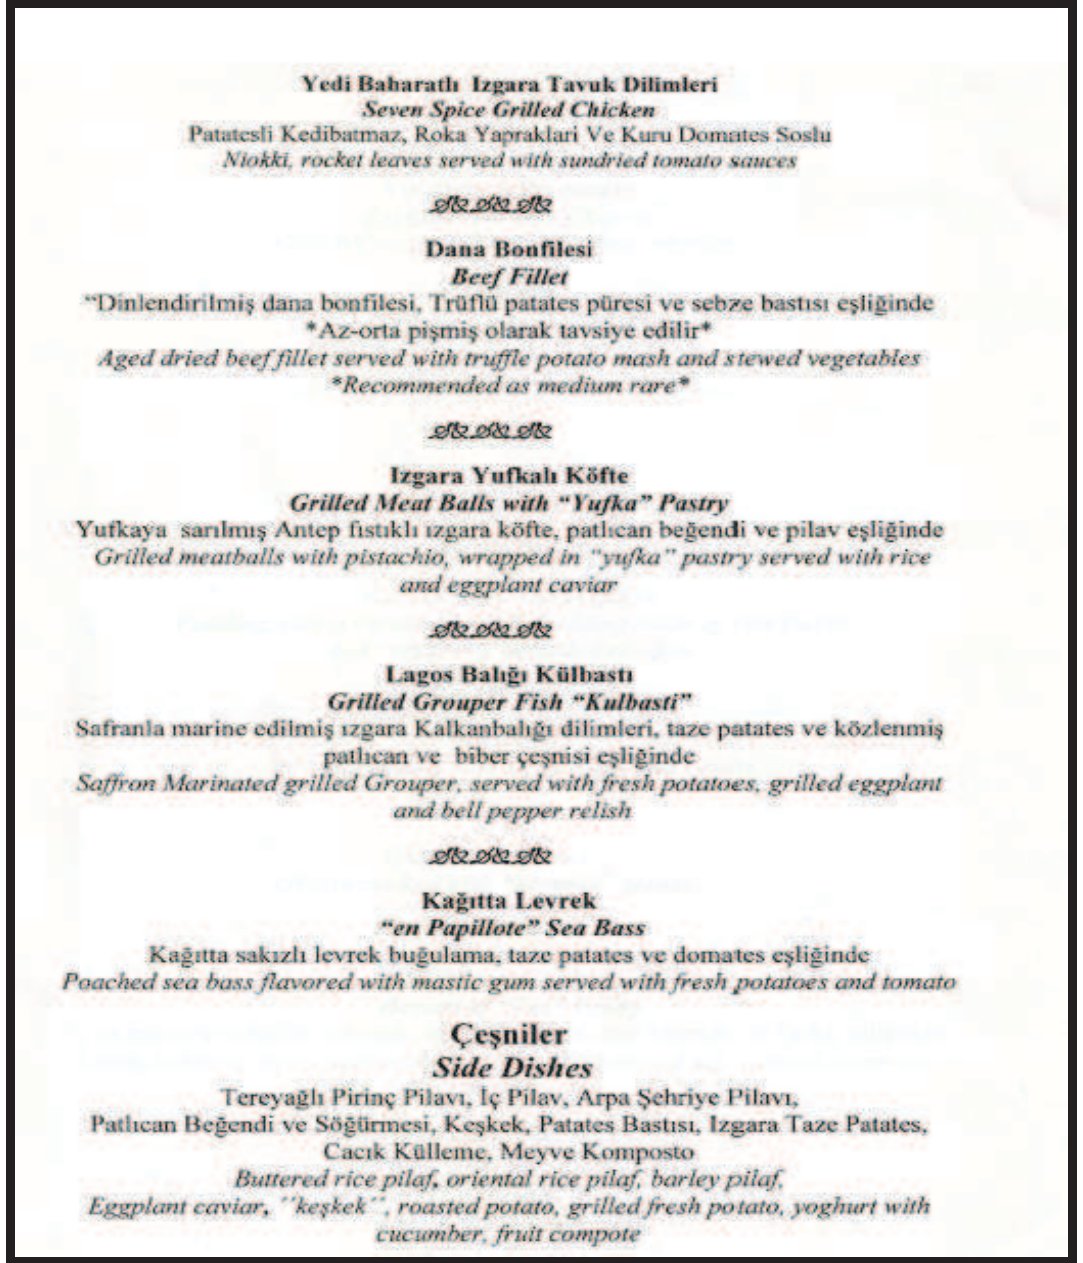 Yedi Baharatlı Izgara Tavuk Dilimleri
Seven Spice Grilled Chicken
Patatesli Kedibatmaz, Roka Yapraklari Ve Kuru Domates Soslu
Niokki, rocket leaves served with sundried tomato sauces
Dana Bonfilesi
Beef Fillet
“Dinlendirilmiş dana bonfilesi, Trüflü patates püresi ve sebze bastısı eşliğinde
*Az-orta pişmiş olarak tavsiye edilir*
Aged dried beef fillet served with truffle potato mash and stewed vegetables
*Recommended as medium rare*
Izgara Yufkalı Köfte
Grilled Meat Balls with “Yufka” Pastry
Yufkaya sarılmış Antep fıstıklı ızgara köfte, patlıcan beğendi ve pilav eşliğinde
Grilled meatballs with pistachio, wrapped in "yufka" pastry served with rice
and eggplant caviar
Lagos Balığı Külbastı
Grilled Grouper Fish “Kulbasti”
Safranla marine edilmiş ızgara Kalkanbalığı dilimleri, taze patates ve közlenmiş
patlıcan ve biber çeşnisi eşliğinde
Saffron Marinated grilled Grouper, served with fresh potatoes, grilled eggplant
and bell pepper relish
Kağıtta Levrek
“en Papillote” Sea Bass
Kağıtta sakızlı levrek buğulama, taze patates ve domates eşliğinde
Poached sea bass flavored with mastic gum served with fresh potatoes and tomato
Çeşniler
Side Dishes
Tereyağlı Pirinç Pilavı, İç Pilav, Arpa Şehriye Pilavı,
Patlıcan Beğendi ve Söğürmesi, Keşkek, Patates Bastısı, Izgara Taze Patates,
Cacık Külleme, Meyve Komposto
Buttered rice pilaf, oriental rice pilaf, barley pilaf,
Eggplant caviar, ´´keşkek´´, roasted potato, grilled fresh potato, yoghurt with
cucumber, fruit compote